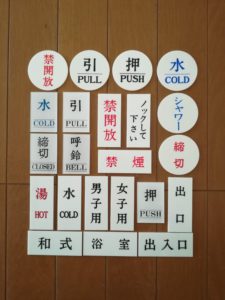 禁開放
引
PULL
押
PUSH
水
COLD
水
COLD
引
PULL
禁開放
ノックして
下さい
シャワー
締切
(CLOSED)
呼鈴
BELL
禁煙
締切
湯
HOT
水
COLD
男子用
女子用
押
PUSH
出口
和式
浴室
出入口